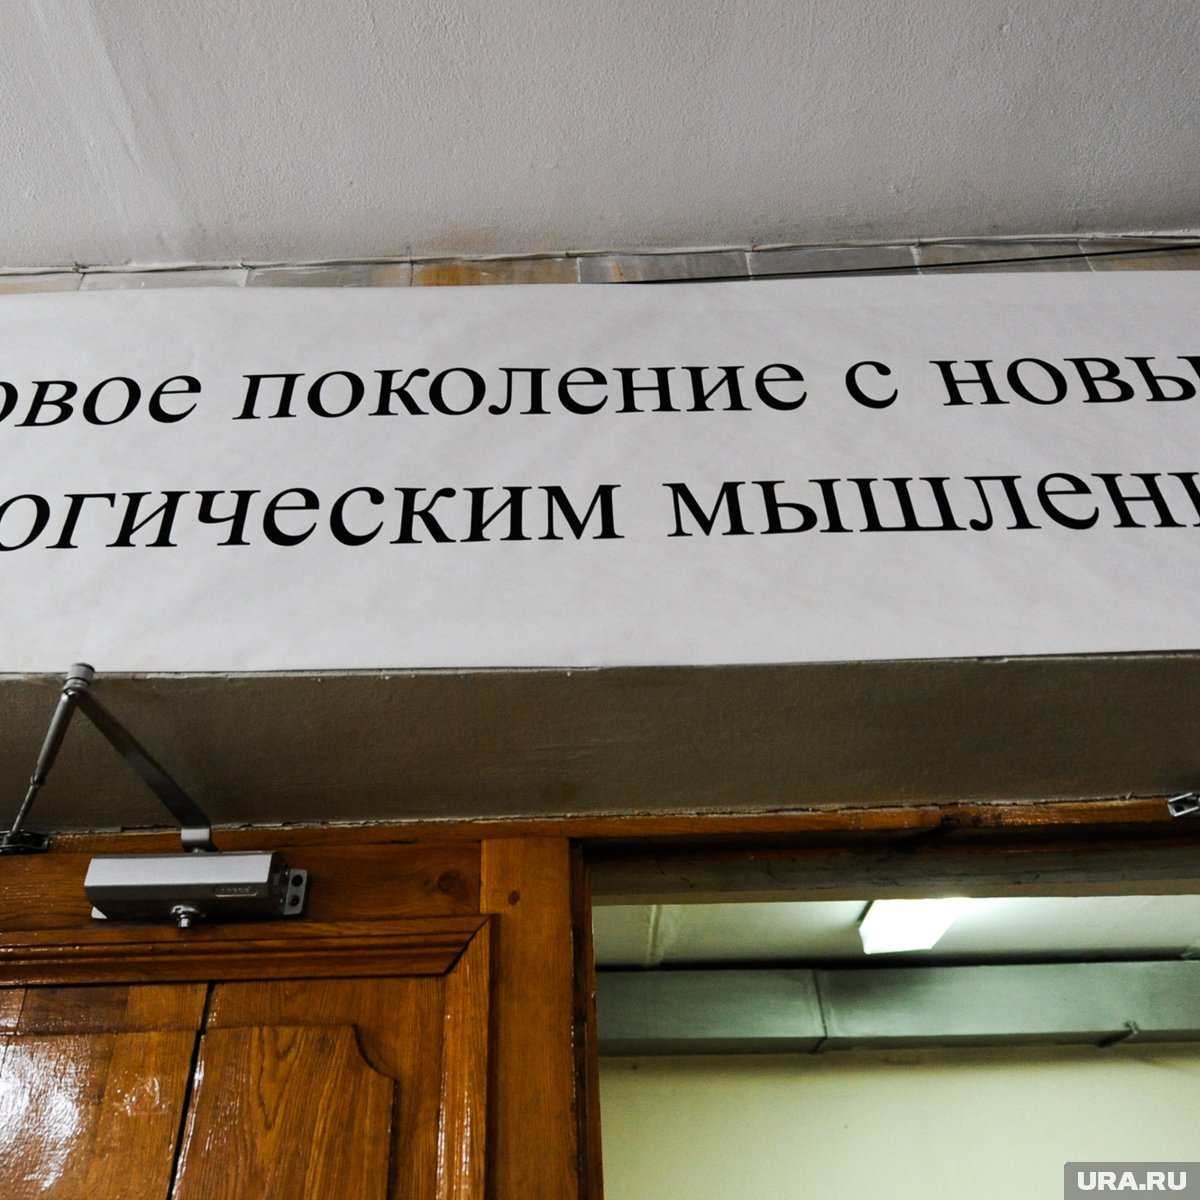 овое поколение с новы
огическим мышлени
URA.RU